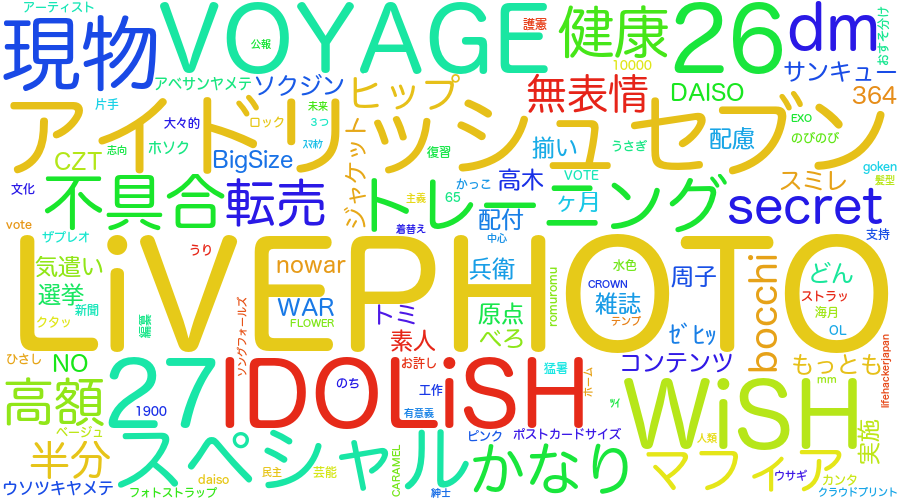 アーティスト
現物
VOYAGE
公報
護憲
健康
26
dm
おすそ分け
アベサンヤメテ
ソクジン
ヒップ
無表情
10000
DAISO
サンキュー
364
片手
アイドリッシュセブン
大々的
ロック
未来
3つ
ｽﾏﾎｹ
復習
揃い
うさぎ
配慮
EXO
のびのび
CZT
志向
ホソク
BigSize
ジャケット
VOTE
goken
髪型
スミレ
文化
不具合
転売
トレーニング
主義
65
かっこ
高木
ヶ月
secret
vote
ザプレオ
うり
着替え
配付
中心
支持
LiVEPHOTO
気遣い
nowar
兵衛
水色
周子
bocchi
どん
選挙
新聞
クタッ
編纂
WAR
FLOWER
トミ
原点
べろ
romuromu
CROWN
雑誌
テンプ
ストラッ
海月
OL
ｾﾞﾋｯ
素人
ひさし
NO
ソングフォールズ
お許し
猛暑
ホーム
コンテンツ
もっとも
mm
lifehackerjapan
高額
27
1900
IDOLiSH
のち
工作
有意義
WiSH
ベージュ
半分
スペシャル
ピンク
ポストカードサイズ
かなり
人類
マフィア
実施
ウソツキヤメテ
フォトストラップ
daiso
民主
芸能
CARAMEL
紳士
ウサギ
カンタ
クラウドプリント